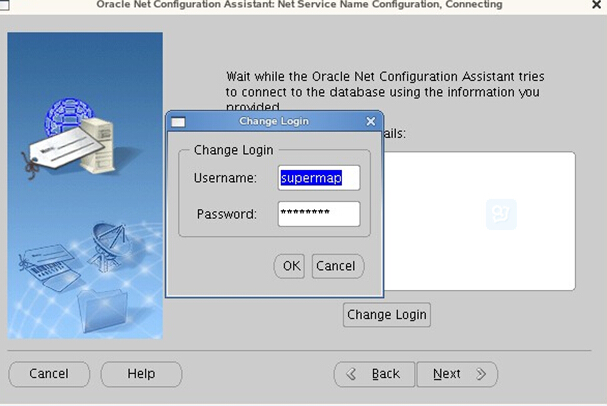 Oracle Net Configuration Assistant: Net Service Name Configuration, Connecting
Wait while the Oracle Net Configuration Assistant tries
to connect to the database using the information you
provided.
ails:
Change Login
Change Login
Username:
supermap
Password:
********
OK
Cancel
Change Login
Cancel
Help
Back
Next